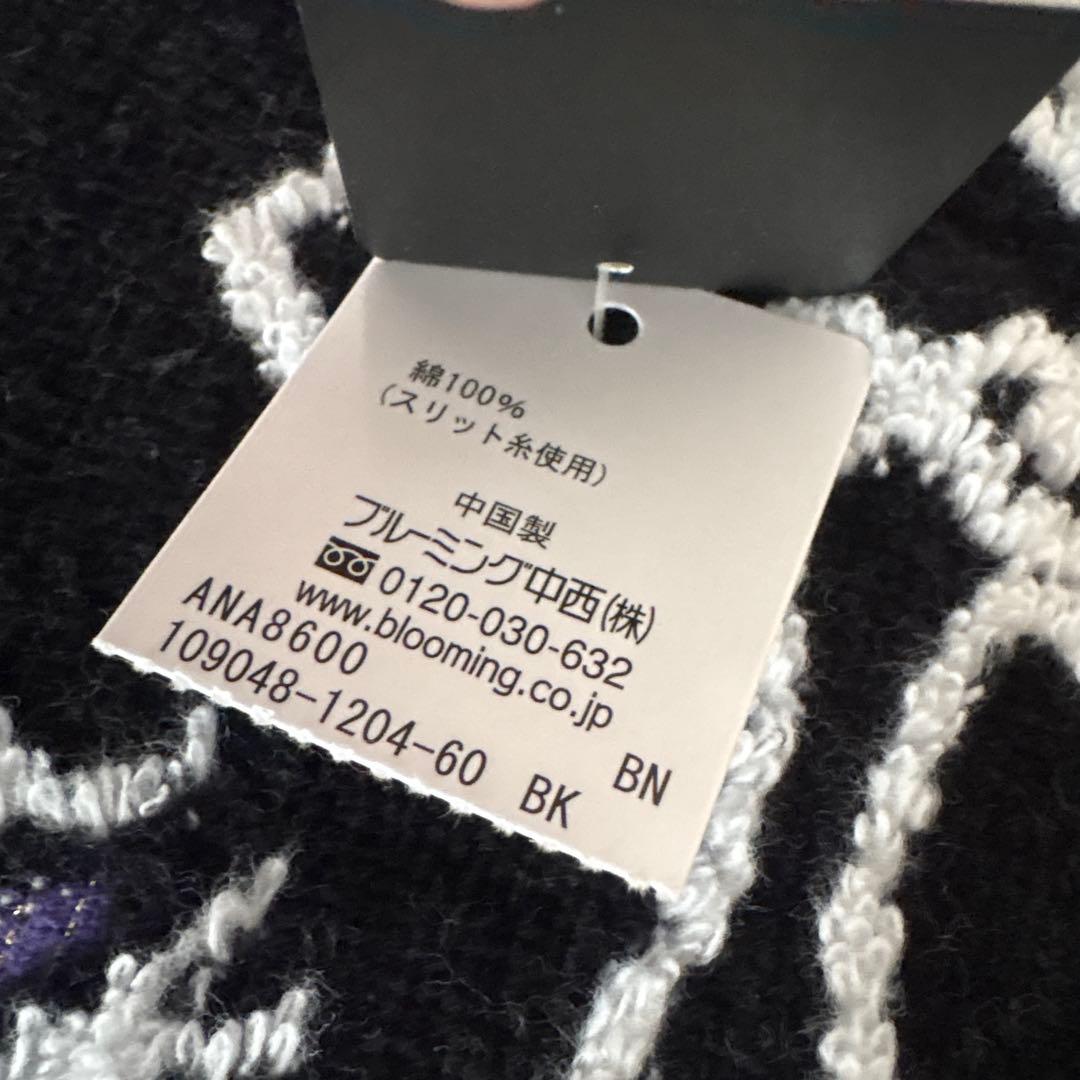 綿100%
(スリット糸使用)
中国製
ブルーミング中西(株)
0120-030-632
www.blooming.co.jp
ANA8600 BN
109048-1204-60 BK